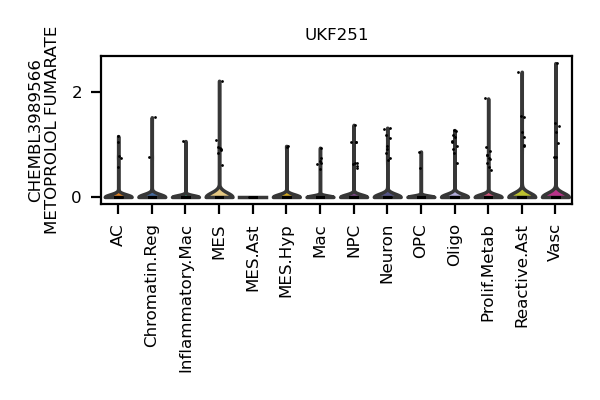 UKF251
CHEMBL3989566
METOPROLOL FUMARATE
2
0
AC
Chromatin.Reg
Inflammatory.Mac
MES
MES.Ast
MES.Hyp
Mac
NPC
Neuron
OPC
Oligo
Prolif.Metab
Reactive.Ast
Vasc